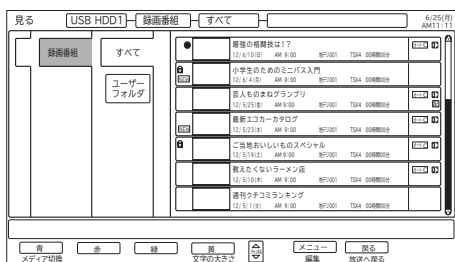 見る USB HDD1 録画番組 すべて 6/25(月)
AM11:11
録画番組 すべて
ユーザー
フォルダ
最強の格闘技は!?
12/6/10(日) AM 9:00 地デジ001 TSX4 00時間00分
小学生のためのミニバス入門
12/6/4(月) AM 9:00 地デジ001 TSX4 00時間00分
芸人ものまねグランプリ
12/5/25(金) AM 9:00 地デジ001 TSX4 00時間00分
最新エコカーカタログ
12/5/23(水) AM 9:00 地デジ001 TSX4 00時間00分
ご当地おいしいものスペシャル
12/5/19(土) AM 9:00 地デジ001 TSX4 00時間00分
教えたくないラーメン店
12/5/10(木) AM 9:00 地デジ001 TSX4 00時間00分
週刊クチコミランキング
12/5/1(火) AM 9:00 地デジ001 TSX4 00時間00分
青 赤 緑 黄 メニュー 戻る
メディア切換 文字の大きさ 編集 放送へ戻る